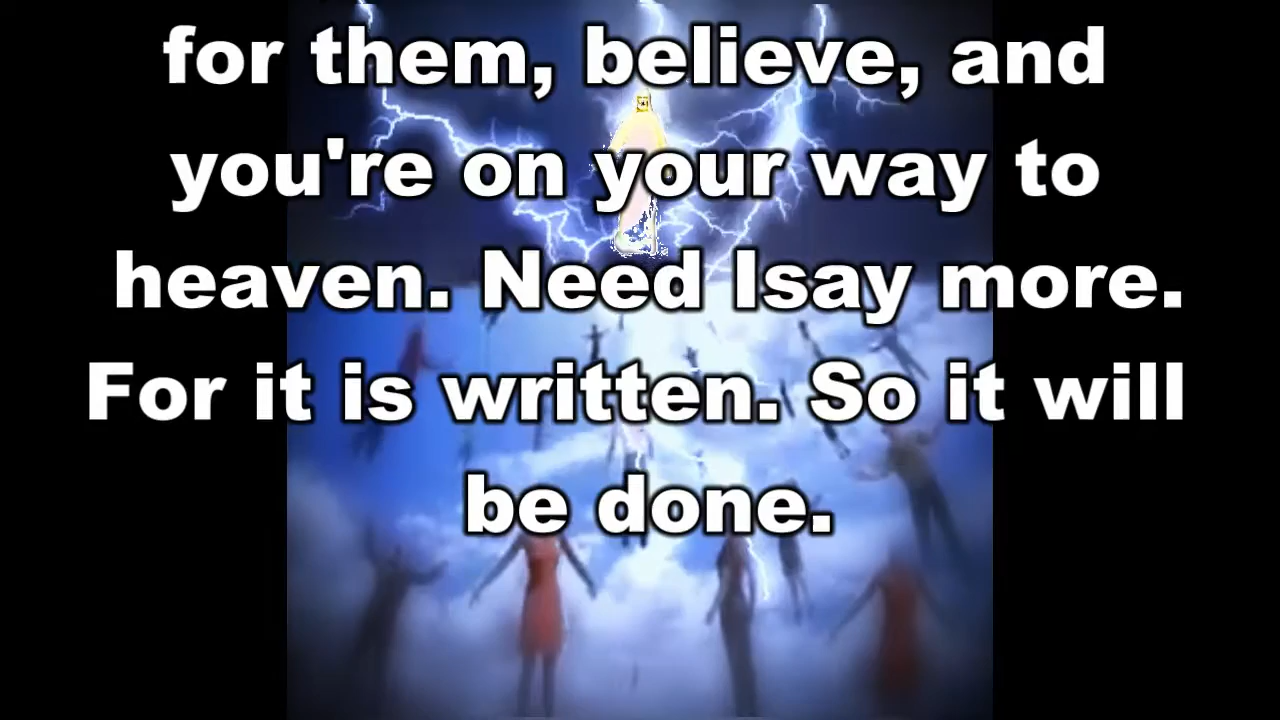 for them, believe, and
you're on your way to
heaven. Need Isay more.
For it is written. So it will
be done.